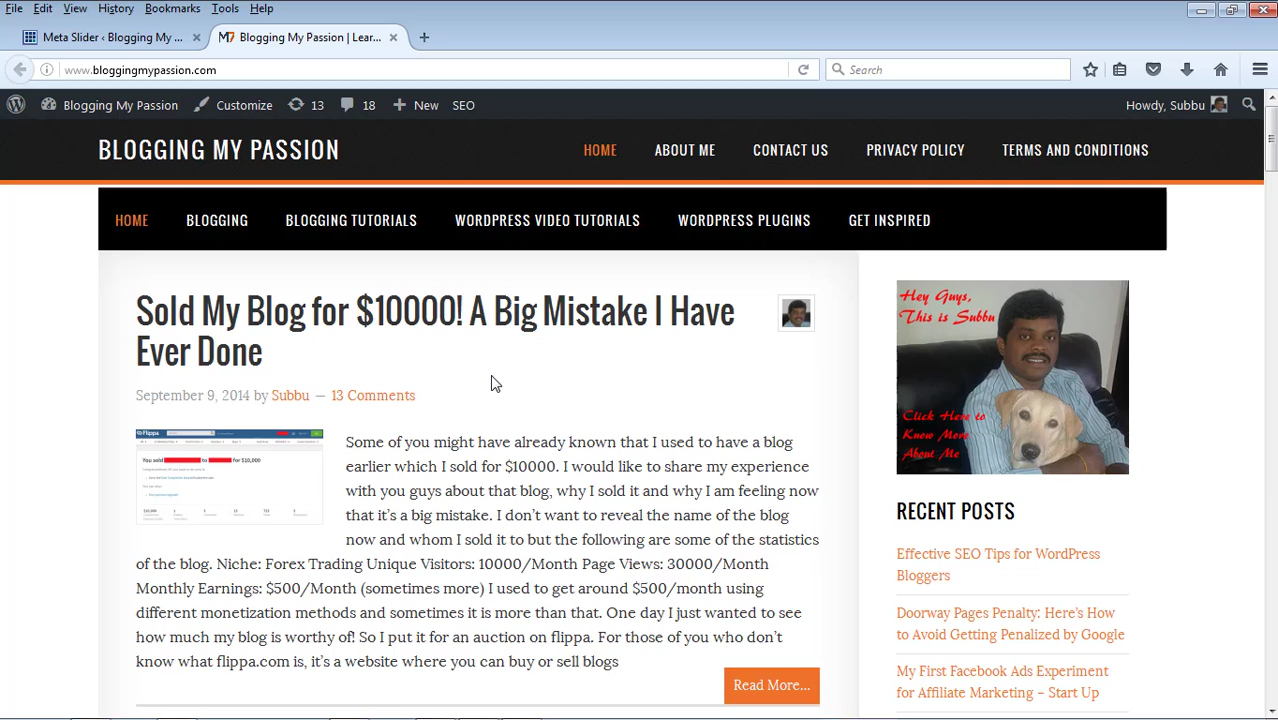 File Edit View History Bookmarks Tools Help
Meta Slider ‹ Blogging My ... × Blogging My Passion | Lear... × +
www.bloggingmypassion.com Search
Blogging My Passion Customize 13 18 + New SEO Howdy, Subbu
BLOGGING MY PASSION HOME ABOUT ME CONTACT US PRIVACY POLICY TERMS AND CONDITIONS
HOME BLOGGING BLOGGING TUTORIALS WORDPRESS VIDEO TUTORIALS WORDPRESS PLUGINS GET INSPIRED
Sold My Blog for $10000! A Big Mistake I Have
Ever Done
September 9, 2014 by Subbu — 13 Comments
Flippa
You sold to for $10,000
Some of you might have already known that I used to have a blog
earlier which I sold for $10000. I would like to share my experience
with you guys about that blog, why I sold it and why I am feeling now
that it's a big mistake. I don't want to reveal the name of the blog
now and whom I sold it to but the following are some of the statistics
of the blog. Niche: Forex Trading Unique Visitors: 10000/Month Page Views: 30000/Month
Monthly Earnings: $500/Month (sometimes more) I used to get around $500/month using
different monetization methods and sometimes it is more than that. One day I just wanted to see
how much my blog is worthy of! So I put it for an auction on flippa. For those of you who don't
know what flippa.com is, it's a website where you can buy or sell blogs
Read More...
Hey Guys,
This is Subbu
Click Here to
Know More
About Me
RECENT POSTS
Effective SEO Tips for WordPress
Bloggers
Doorway Pages Penalty: Here's How
to Avoid Getting Penalized by Google
My First Facebook Ads Experiment
for Affiliate Marketing – Start Up